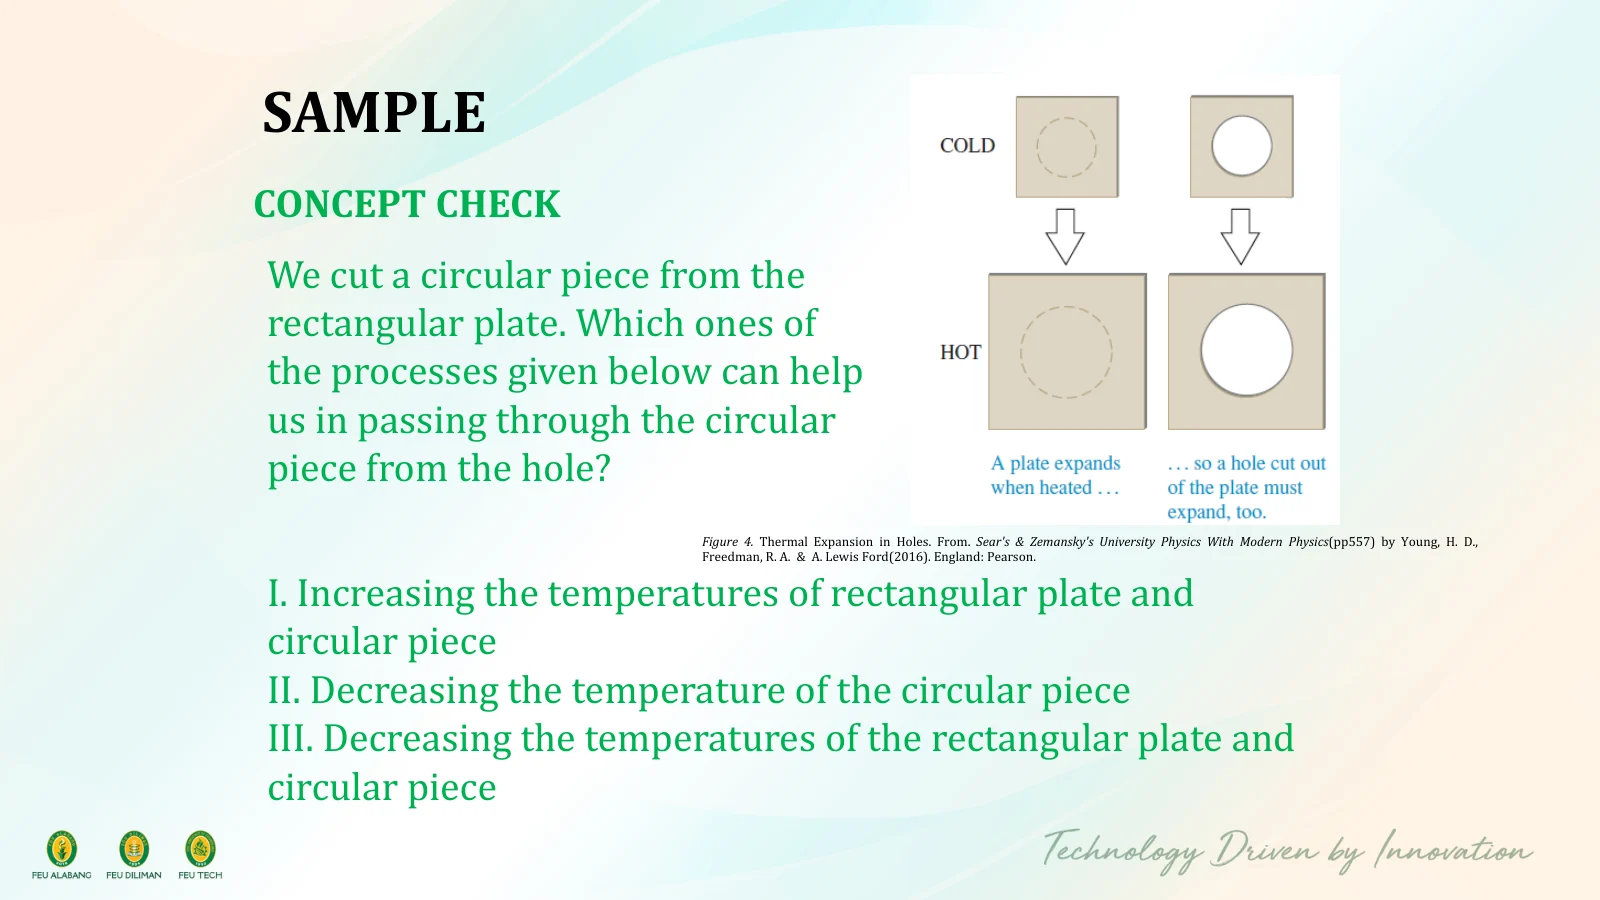 SAMPLE
CONCEPT CHECK
We cut a circular piece from the
rectangular plate. Which ones of
the processes given below can help
us in passing through the circular
piece from the hole?
COLD
HOT
A plate expands
when heated . . .
. . . so a hole cut out
of the plate must
expand, too.
Figure 4. Thermal Expansion in Holes. From. Sear's & Zemansky's University Physics With Modern Physics(pp557) by Young, H. D.,
Freedman, R. A. & A. Lewis Ford(2016). England: Pearson.
I. Increasing the temperatures of rectangular plate and
circular piece
II. Decreasing the temperature of the circular piece
III. Decreasing the temperatures of the rectangular plate and
circular piece
FEU ALABANG FEU DILIMAN FEU TECH
Technology Driven by Innovation